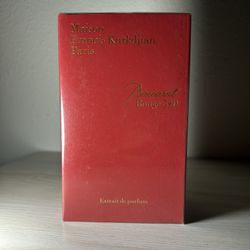 Maison
Francis Kurkdjian
Paris
Baccarat
Rouge 540
Extrait de parfum